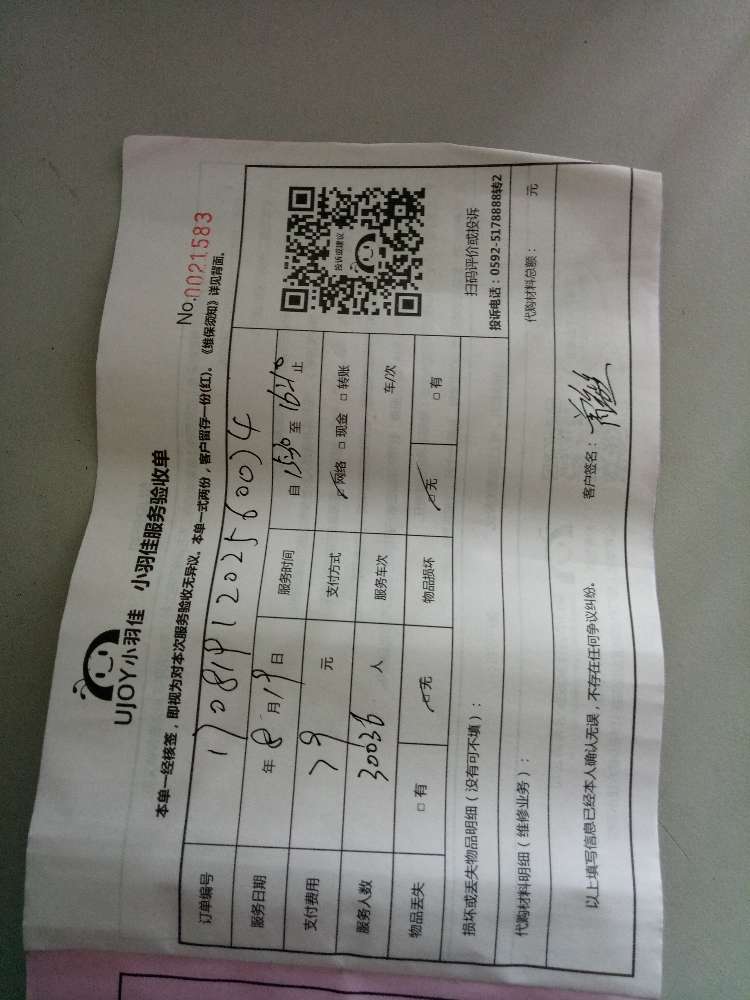 UJOY小羽佳 小羽佳服务验收单
No.0021583
本单一经核签，即视为对本次服务验收无异议。本单一式两份，客户留存一份(红)。《维保须知》详见背面。
订单编号 1708191202560034
服务日期 年 8 月 19 日 服务时间 自 1530 至 1640 止
支付费用 79 元 支付方式 ☑网络 □现金 □转账
服务人数 30036 人 服务车次 车/次
物品丢失 □有 ☑无 物品损坏 ☑无 □有
投诉或建议
扫码评价或投诉
投诉电话：0592-5178888转2
损坏或丢失物品明细（没有可不填）：
代购材料明细（维修业务）： 代购材料总额： 元
以上填写信息已经本人确认无误，不存在任何争议纠纷。 客户签名：